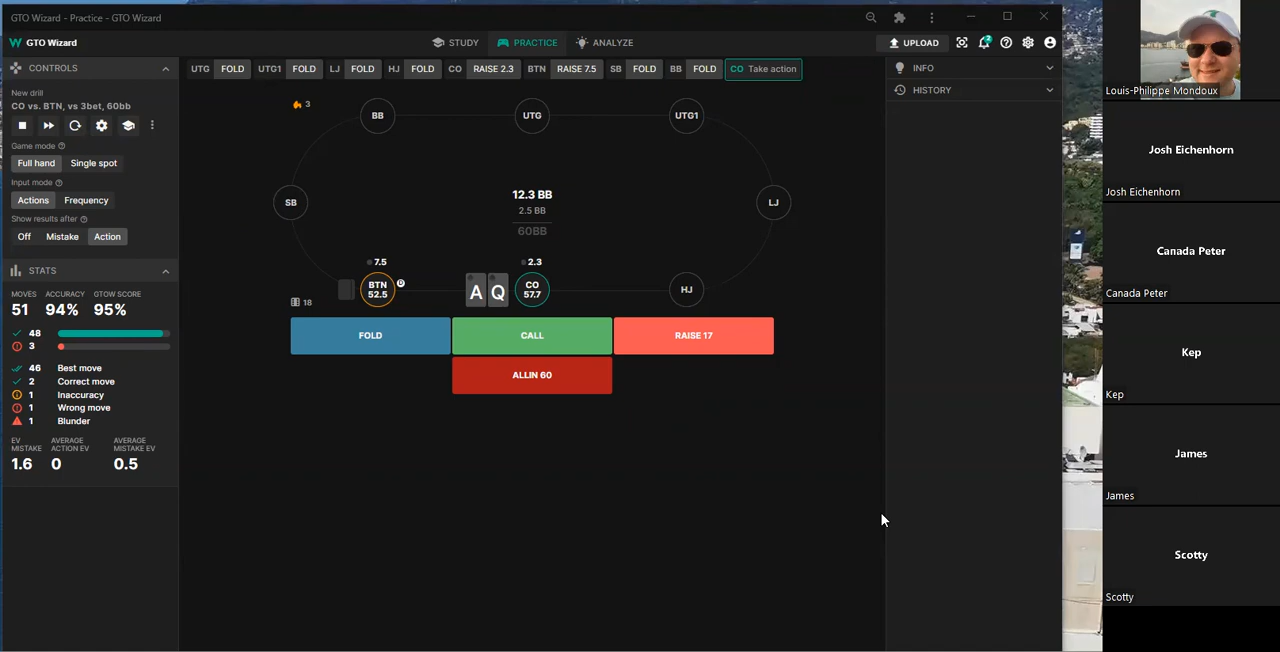 GTO Wizard - Practice - GTO Wizard
GTO Wizard
STUDY
PRACTICE
ANALYZE
UPLOAD
2
CONTROLS
UTG FOLD UTG1 FOLD LJ FOLD HJ FOLD CO RAISE 2.3 BTN RAISE 7.5 SB FOLD BB FOLD CO Take action
INFO
HISTORY
New drill
CO vs. BTN, vs 3bet, 60bb
Game mode
Full hand Single spot
Input mode
Actions Frequency
Show results after
Off Mistake Action
STATS
MOVES ACCURACY GTOW SCORE
51 94% 95%
48
3
46 Best move
2 Correct move
1 Inaccuracy
1 Wrong move
1 Blunder
EV MISTAKE
AVERAGE ACTION EV
AVERAGE MISTAKE EV
1.6 0 0.5
3
BB
UTG
UTG1
SB
12.3 BB
2.5 BB
60BB
LJ
7.5
2.3
BTN
52.5
D
A Q
CO
57.7
HJ
18
FOLD
CALL
RAISE 17
ALLIN 60
Louis-Philippe Mondoux
Josh Eichenhorn
Josh Eichenhorn
Canada Peter
Canada Peter
Kep
Kep
James
James
Scotty
Scotty